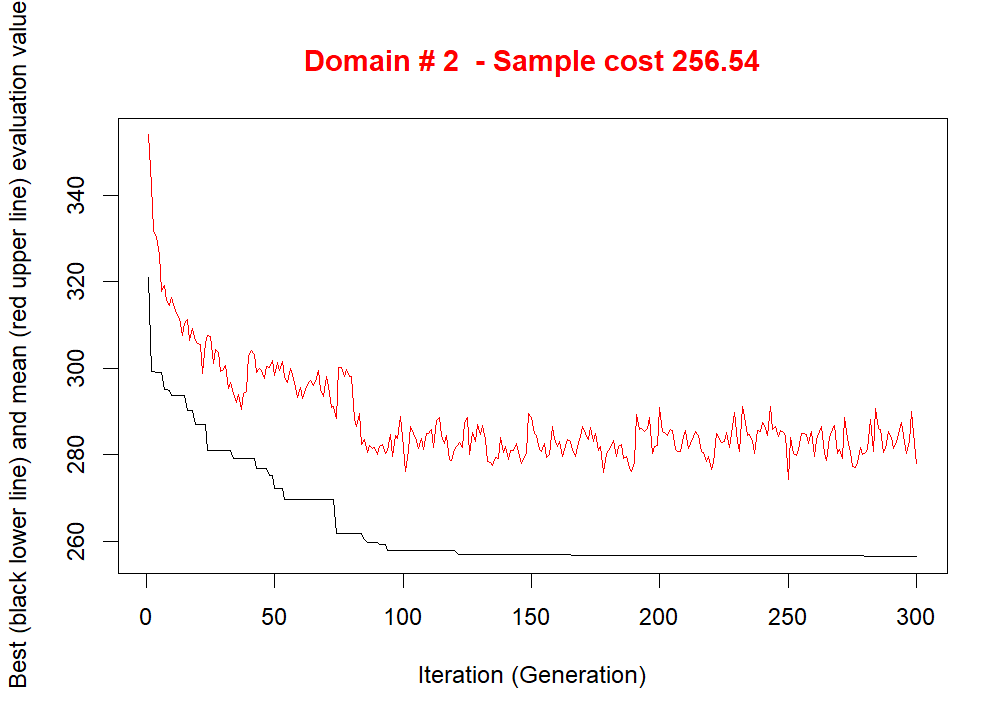 Domain # 2  - Sample cost 256.54
Best (black lower line) and mean (red upper line) evaluation value
340
320
300
280
260
0 50 100 150 200 250 300
Iteration (Generation)